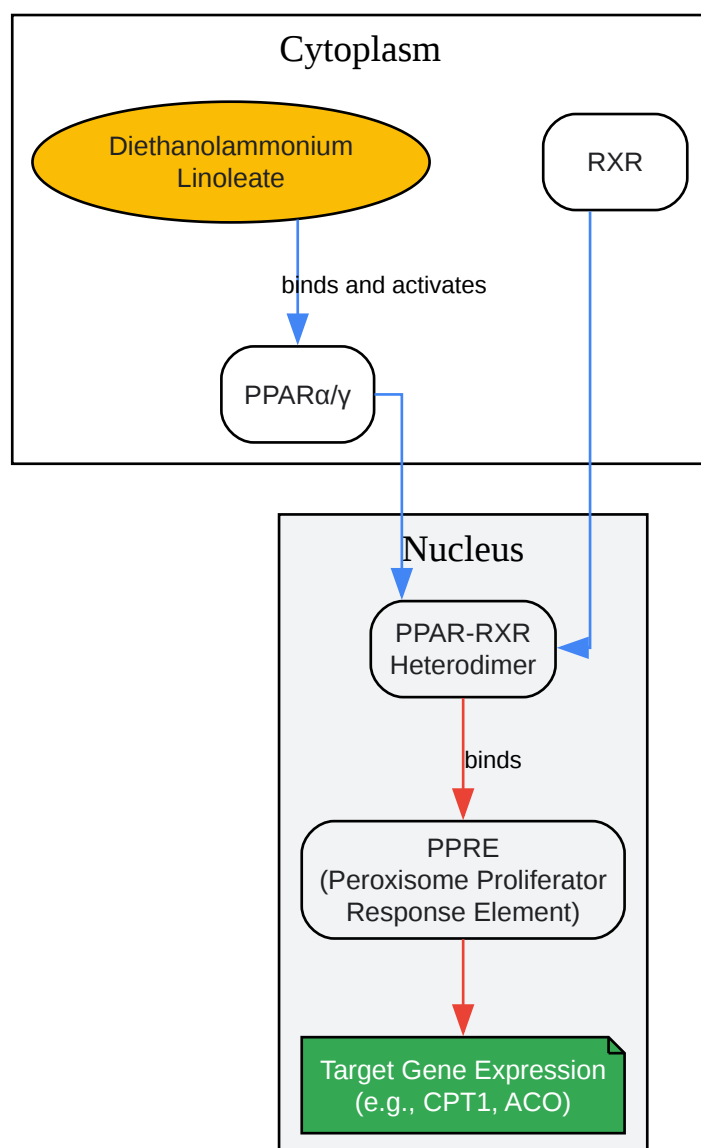 Cytoplasm
Diethanolammonium
Linoleate
RXR
binds and activates
PPARα/γ
Nucleus
PPAR-RXR
Heterodimer
binds
PPRE
(Peroxisome Proliferator
Response Element)
Target Gene Expression
(e.g., CPT1, ACO)